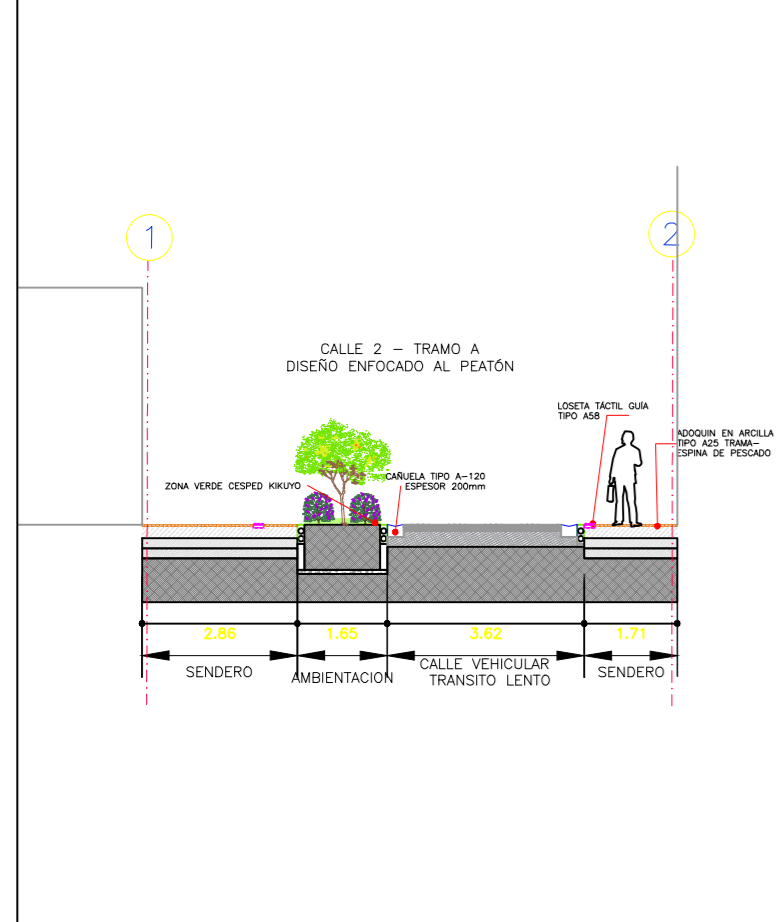 1
2
CALLE 2 – TRAMO A
DISEÑO ENFOCADO AL PEATÓN
LOSETA TÁCTIL GUÍA
TIPO A58
ADOQUIN EN ARCILLA
TIPO A25 TRAMA–
ESPINA DE PESCADO
ZONA VERDE CESPED KIKUYO
CAÑUELA TIPO A–120
ESPESOR 200mm
2.86
1.65
3.62
1.71
SENDERO
AMBIENTACION
CALLE VEHICULAR
TRANSITO LENTO
SENDERO